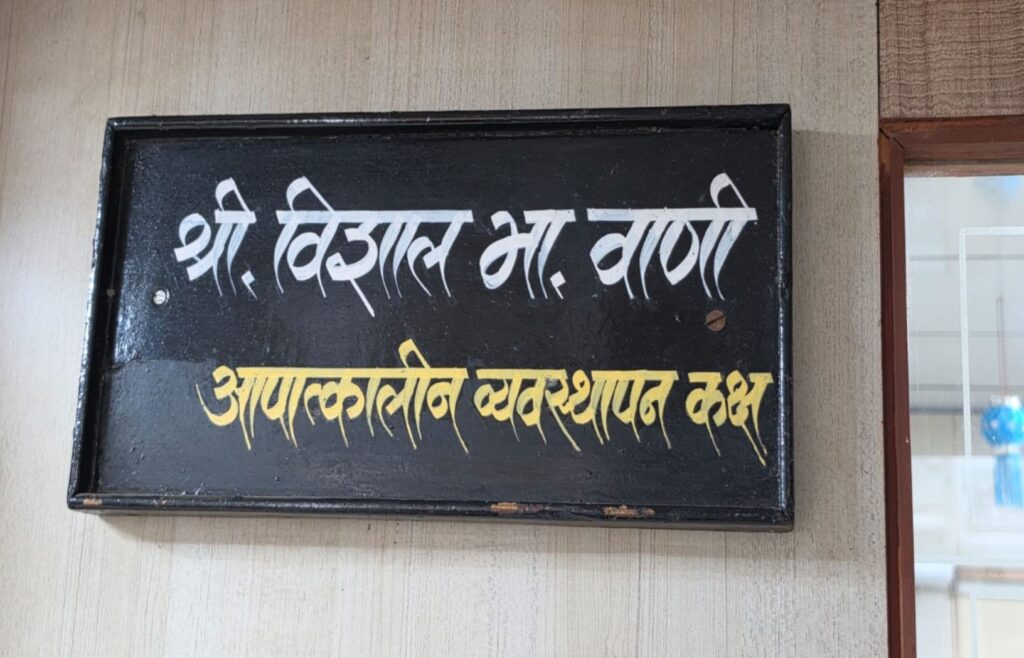 श्री. विशाल भा. वाणी
आपात्कालीन व्यवस्थापन कक्ष